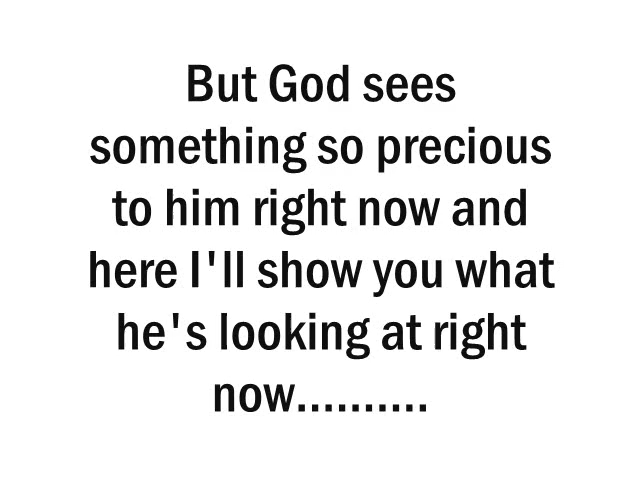 But God sees
something so precious
to him right now and
here I'll show you what
he's looking at right
now..........